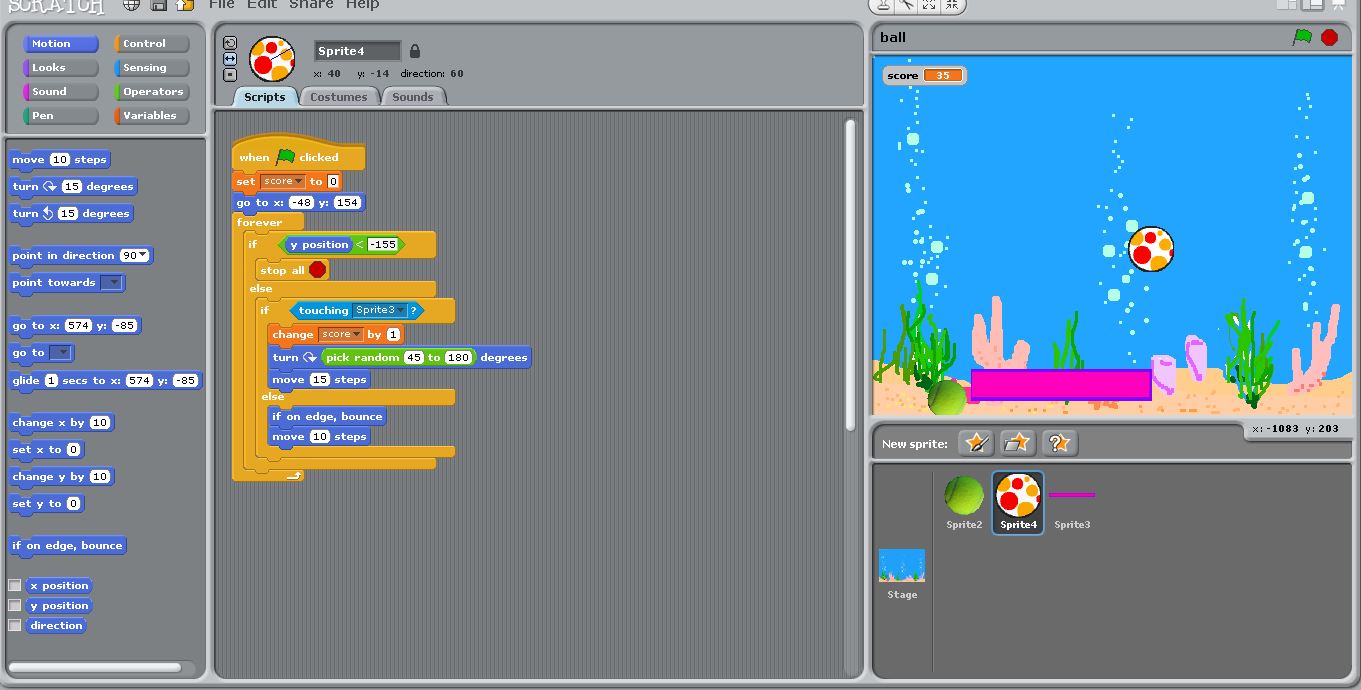 SCRATCH File Edit Share Help
Motion Control
Looks Sensing
Sound Operators
Pen Variables
move 10 steps
turn 15 degrees
turn 15 degrees
point in direction 90
point towards
go to x: 574 y: -85
go to
glide 1 secs to x: 574 y: -85
change x by 10
set x to 0
change y by 10
set y to 0
if on edge, bounce
x position
y position
direction
Sprite4
x: 40 y: -14 direction: 60
Scripts Costumes Sounds
when clicked
set score to 0
go to x: -48 y: 154
forever
if y position < -155
stop all
else
if touching Sprite3 ?
change score by 1
turn pick random 45 to 180 degrees
move 15 steps
else
if on edge, bounce
move 10 steps
ball
score 35
x: -1083 y: 203
New sprite:
?
Sprite2 Sprite4 Sprite3
Stage